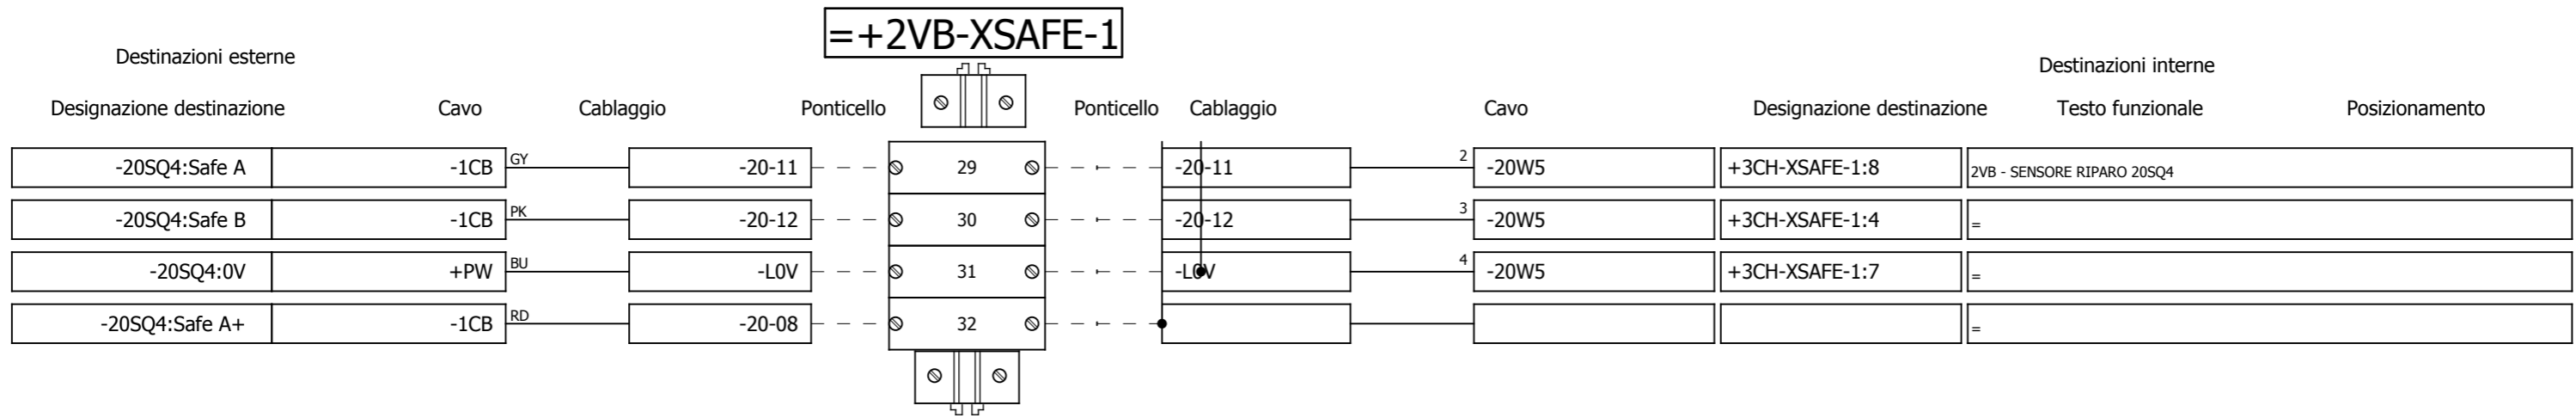 =+2VB-XSAFE-1
Destinazioni esterne
Destinazioni interne
Designazione destinazione Cavo Cablaggio Ponticello Ponticello Cablaggio Cavo Designazione destinazione Testo funzionale Posizionamento
-20SQ4:Safe A -1CB GY -20-11 29 -20-11 2 -20W5 +3CH-XSAFE-1:8 2VB - SENSORE RIPARO 20SQ4
-20SQ4:Safe B -1CB PK -20-12 30 -20-12 3 -20W5 +3CH-XSAFE-1:4 =
-20SQ4:0V +PW BU -L0V 31 -L0V 4 -20W5 +3CH-XSAFE-1:7 =
-20SQ4:Safe A+ -1CB RD -20-08 32 =